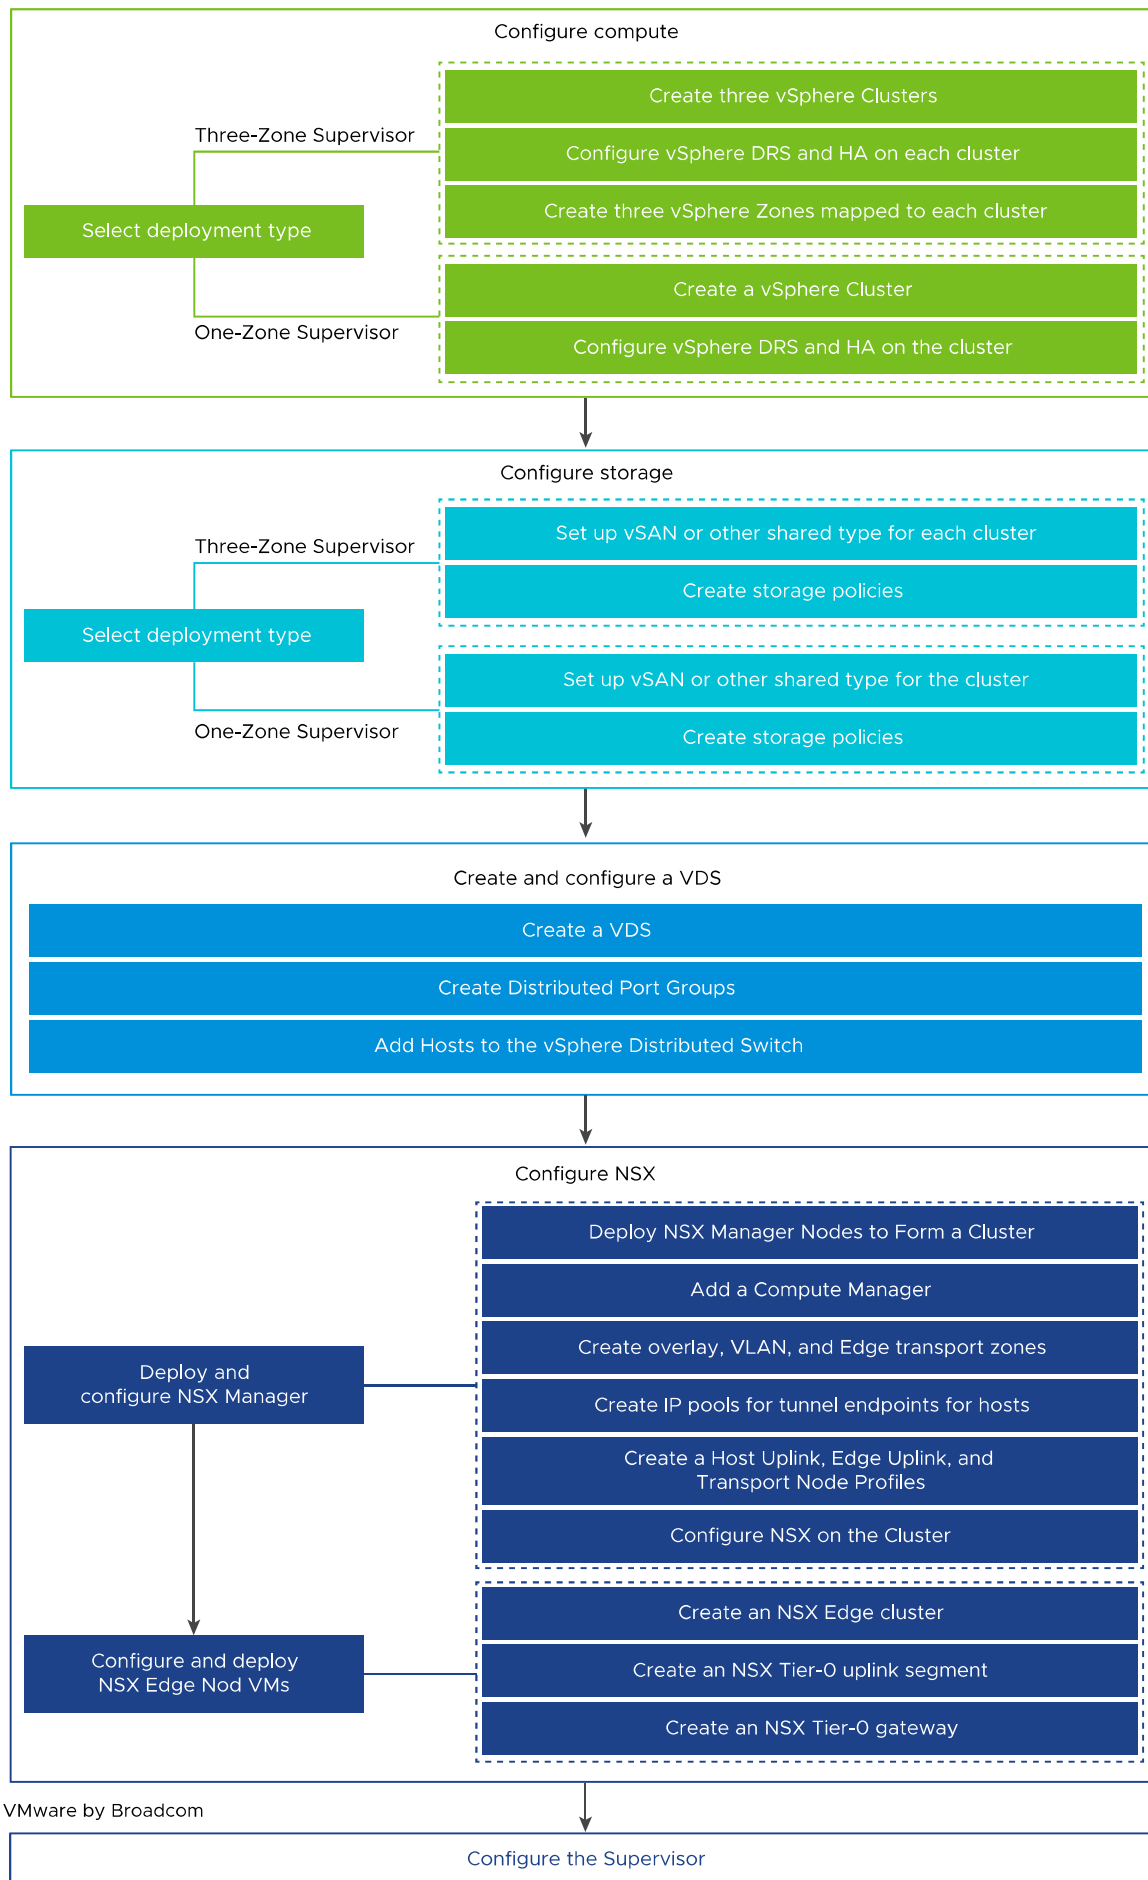 Configure compute
Create three vSphere Clusters
Three-Zone Supervisor
Configure vSphere DRS and HA on each cluster
Create three vSphere Zones mapped to each cluster
Select deployment type
Create a vSphere Cluster
One-Zone Supervisor
Configure vSphere DRS and HA on the cluster
Configure storage
Set up vSAN or other shared type for each cluster
Three-Zone Supervisor
Create storage policies
Select deployment type
Set up vSAN or other shared type for the cluster
One-Zone Supervisor
Create storage policies
Create and configure a VDS
Create a VDS
Create Distributed Port Groups
Add Hosts to the vSphere Distributed Switch
Configure NSX
Deploy NSX Manager Nodes to Form a Cluster
Add a Compute Manager
Create overlay, VLAN, and Edge transport zones
Deploy and
configure NSX Manager
Create IP pools for tunnel endpoints for hosts
Create a Host Uplink, Edge Uplink, and
Transport Node Profiles
Configure NSX on the Cluster
Create an NSX Edge cluster
Configure and deploy
NSX Edge Nod VMs
Create an NSX Tier-0 uplink segment
Create an NSX Tier-0 gateway
VMware by Broadcom
Configure the Supervisor